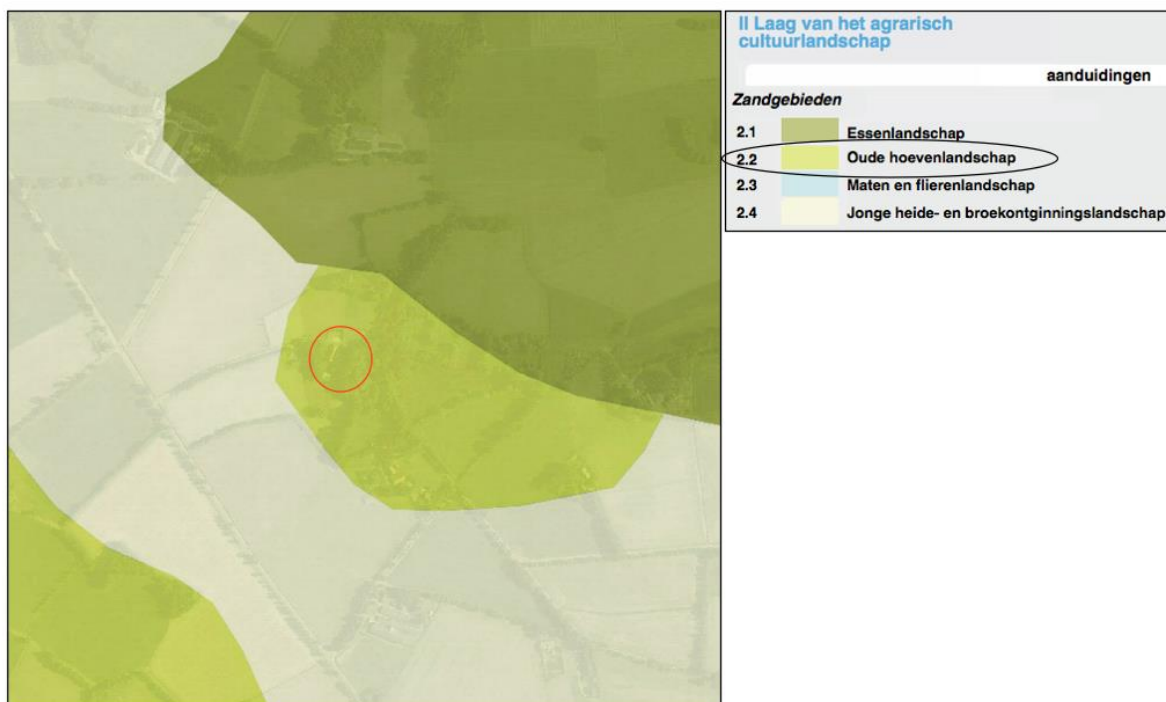 II Laag van het agrarisch
cultuurlandschap
aanduidingen
Zandgebieden
2.1 Essenlandschap
2.2 Oude hoevenlandschap
2.3 Maten en flierenlandschap
2.4 Jonge heide- en broekontginningslandschap